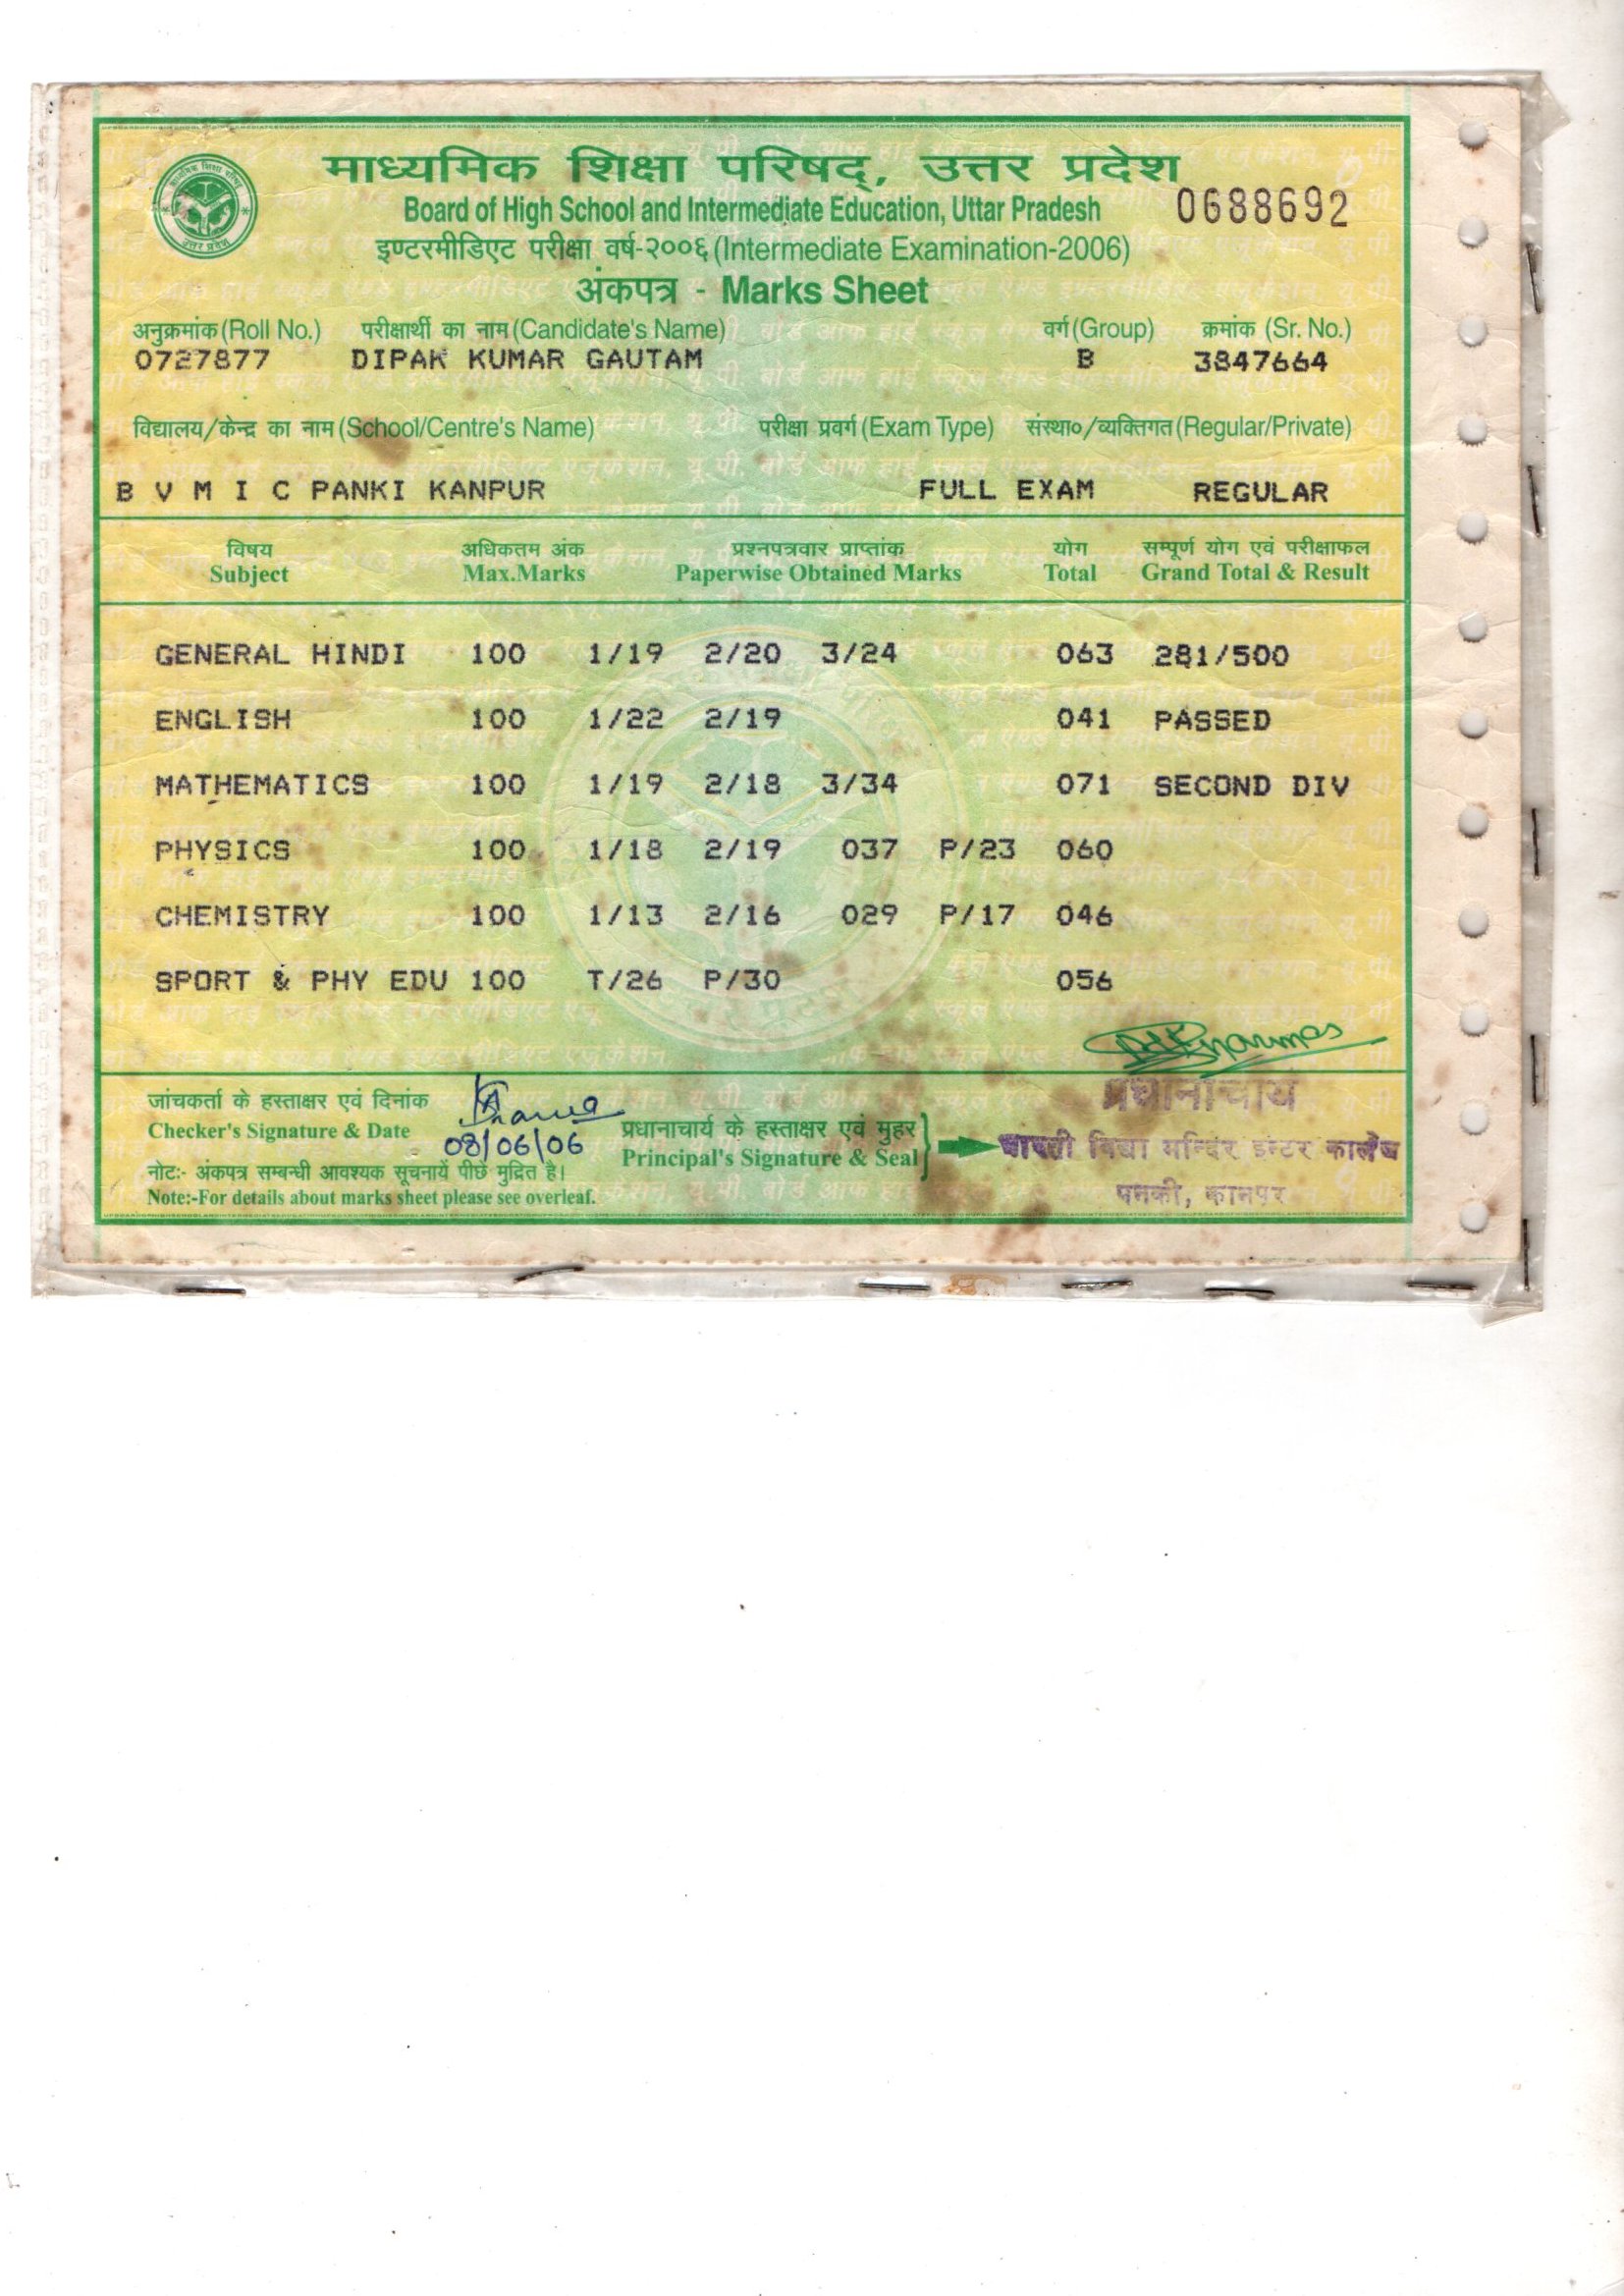 माध्यमिक शिक्षा परिषद्, उत्तर प्रदेश
Board of High School and Intermediate Education, Uttar Pradesh 0688692
इण्टरमीडिएट परीक्षा वर्ष-२००६ (Intermediate Examination-2006)
अंकपत्र - Marks Sheet
अनुक्रमांक (Roll No.) परीक्षार्थी का नाम (Candidate's Name) वर्ग (Group) क्रमांक (Sr. No.)
0727877 DIPAK KUMAR GAUTAM B 3847664
विद्यालय/केन्द्र का नाम (School/Centre's Name) परीक्षा प्रवर्ग (Exam Type) संस्था०/व्यक्तिगत (Regular/Private)
B V M I C PANKI KANPUR FULL EXAM REGULAR
विषय अधिकतम अंक प्रश्नपत्रवार प्राप्तांक योग सम्पूर्ण योग एवं परीक्षाफल
Subject Max.Marks Paperwise Obtained Marks Total Grand Total & Result
GENERAL HINDI 100 1/19 2/20 3/24 063 281/500
ENGLISH 100 1/22 2/19 041 PASSED
MATHEMATICS 100 1/19 2/18 3/34 071 SECOND DIV
PHYSICS 100 1/18 2/19 037 P/23 060
CHEMISTRY 100 1/13 2/16 029 P/17 046
SPORT & PHY EDU 100 T/26 P/30 056
जांचकर्ता के हस्ताक्षर एवं दिनांक
Checker's Signature & Date 08/06/06
प्रधानाचार्य के हस्ताक्षर एवं मुहर
Principal's Signature & Seal
नोट:- अंकपत्र सम्बन्धी आवश्यक सूचनायें पीछे मुद्रित है।
Note:-For details about marks sheet please see overleaf.
प्रधानाचार्य
भारती विद्या मन्दिर इन्टर कालेज
पनकी, कानपुर